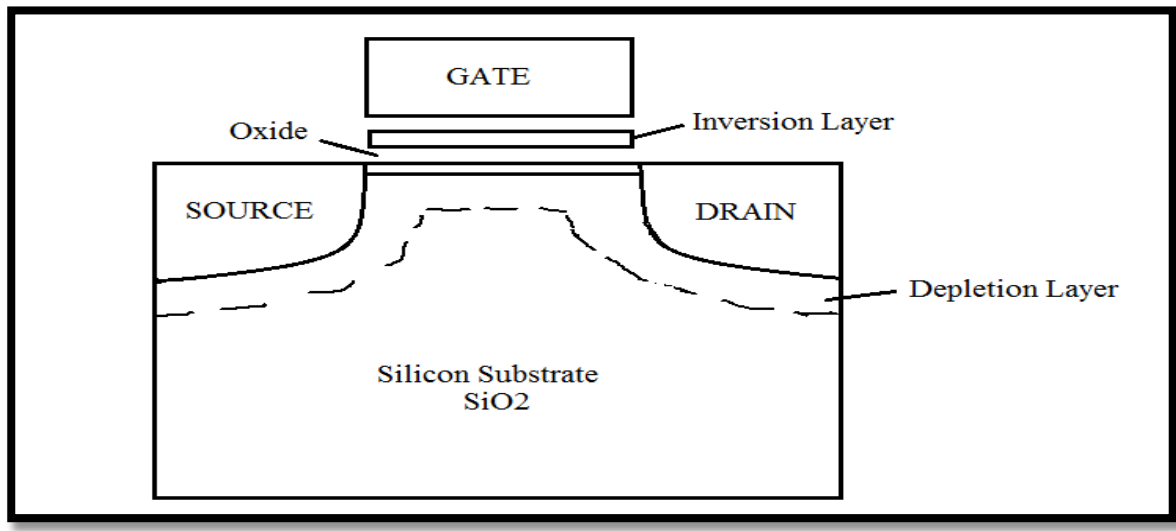 GATE
Oxide
Inversion Layer
SOURCE
DRAIN
Depletion Layer
Silicon Substrate
SiO2